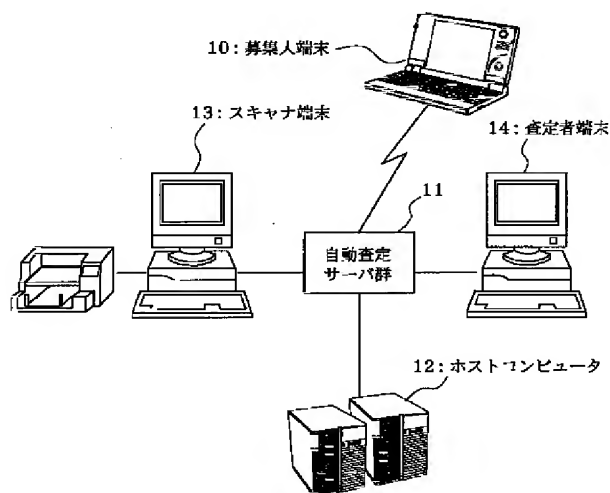 10：募集人端末
13：スキャナ端末
14：査定者端末
11
自動査定
サーバ群
12：ホストコンピュータ